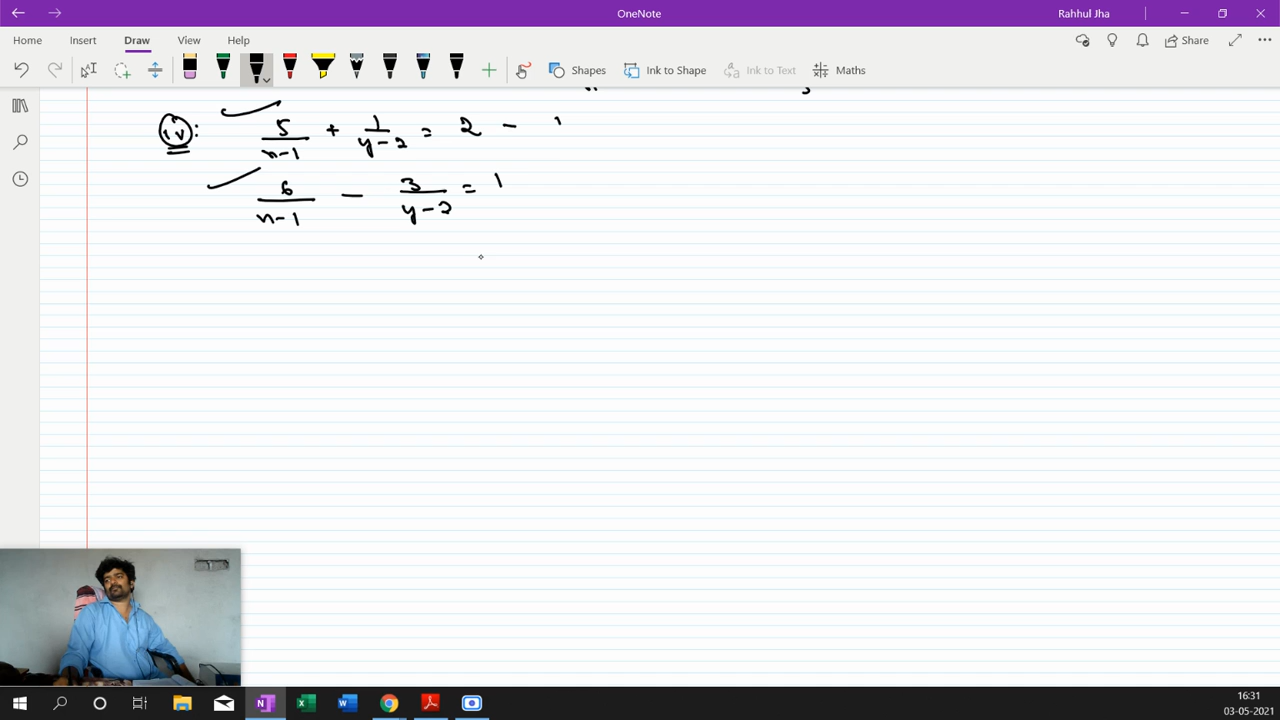 OneNote
Rahhul Jha
Home Insert Draw View Help
Share
Shapes Ink to Shape Ink to Text Maths
(iv): 5/(n-1) + 1/(y-2) = 2 - 1
6/(n-1) - 3/(y-2) = 1
16:31
03-05-2021